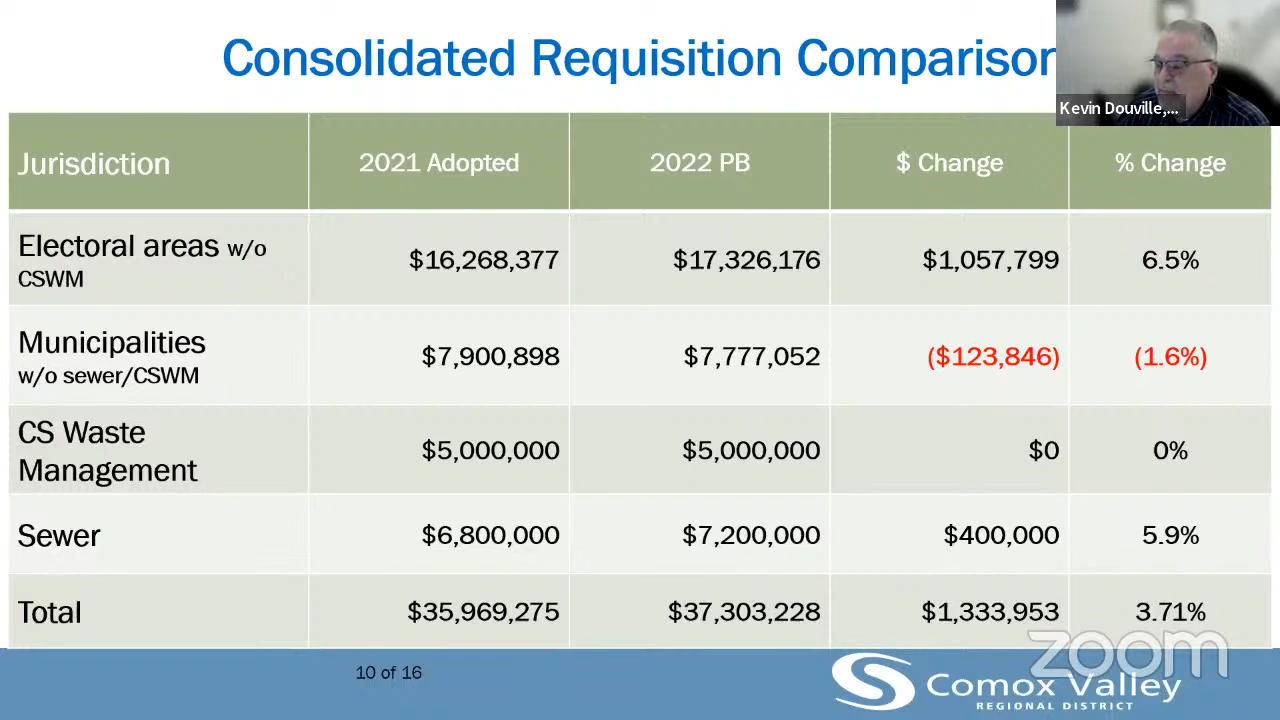 Consolidated Requisition Comparison
Kevin Douville,...
Jurisdiction 2021 Adopted 2022 PB $ Change % Change
Electoral areas w/o
CSWM
$16,268,377 $17,326,176 $1,057,799 6.5%
Municipalities
w/o sewer/CSWM
$7,900,898 $7,777,052 ($123,846) (1.6%)
CS Waste
Management
$5,000,000 $5,000,000 $0 0%
Sewer $6,800,000 $7,200,000 $400,000 5.9%
Total $35,969,275 $37,303,228 $1,333,953 3.71%
zoom
10 of 16
Comox Valley
REGIONAL DISTRICT